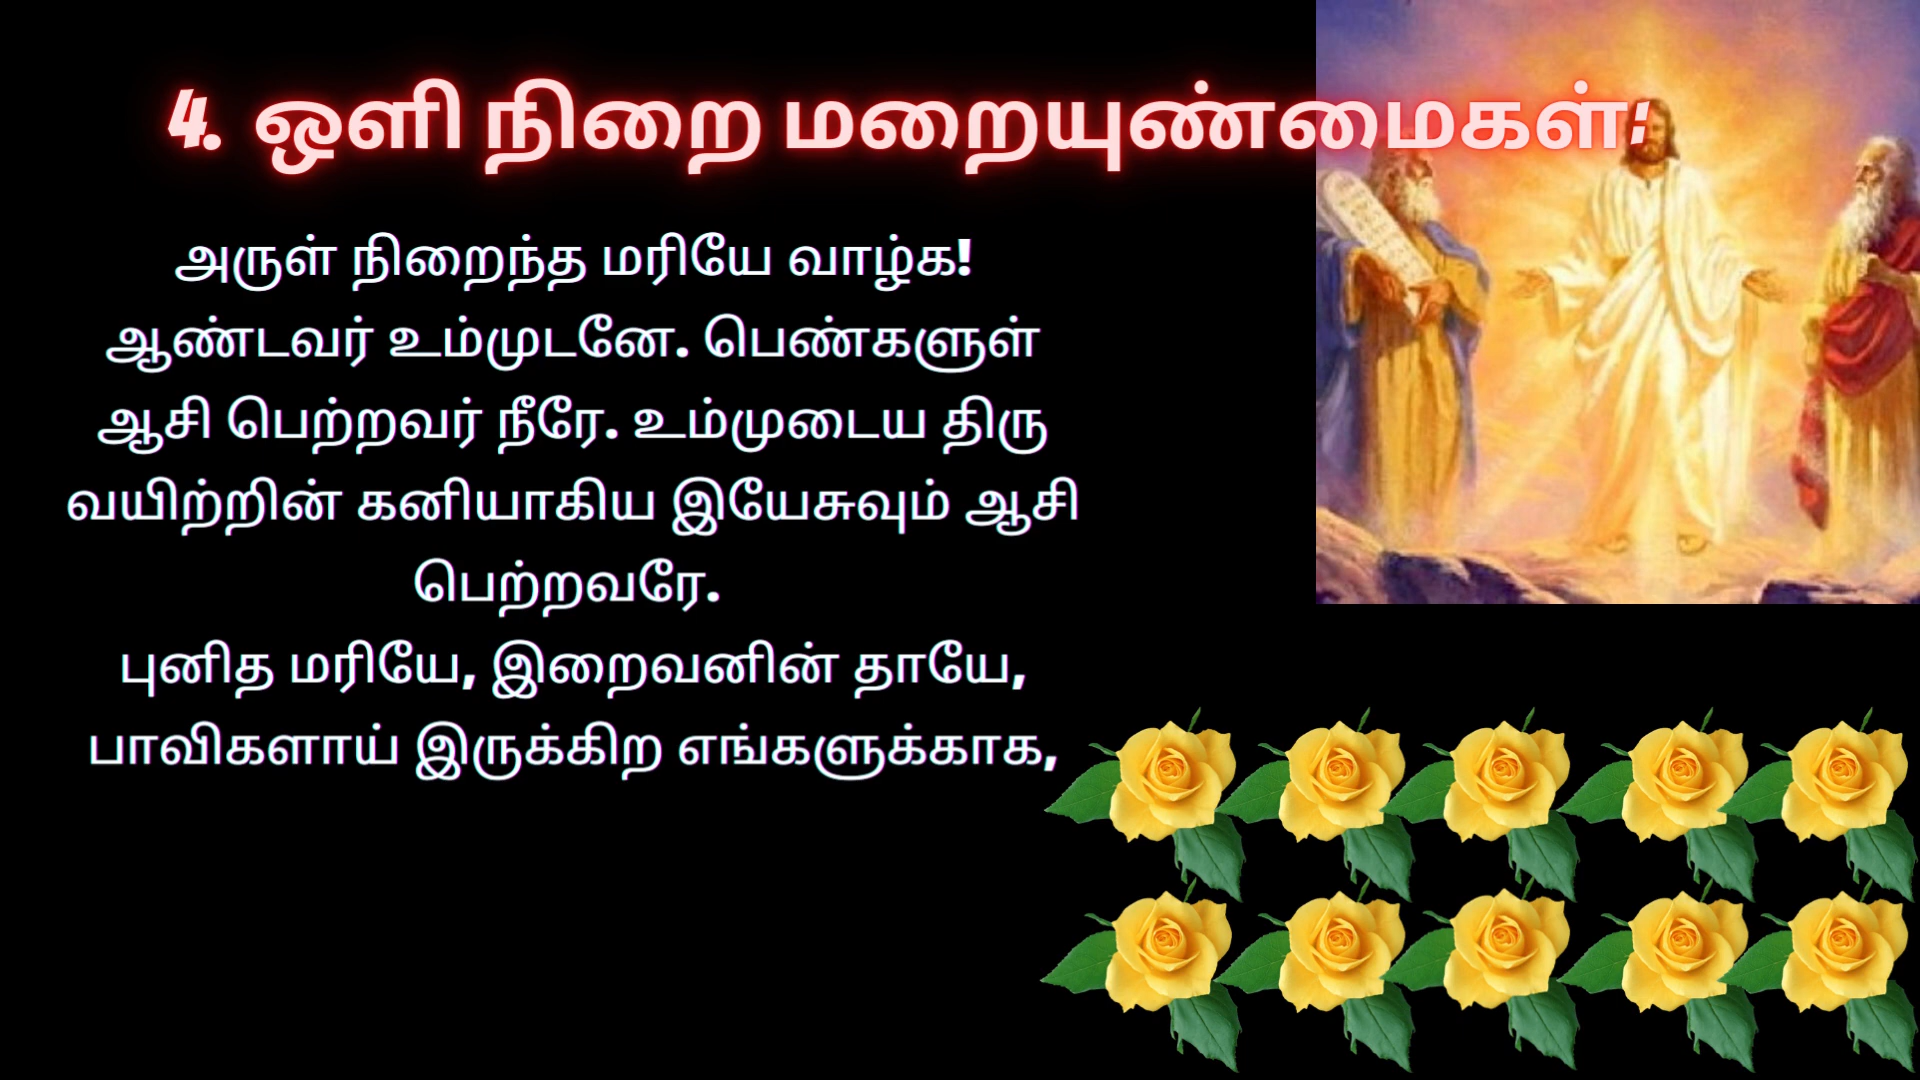 4. ஒளி நிறை மறையுண்மைகள்:
அருள் நிறைந்த மரியே வாழ்க!
ஆண்டவர் உம்முடனே. பெண்களுள்
ஆசி பெற்றவர் நீரே. உம்முடைய திரு
வயிற்றின் கனியாகிய இயேசுவும் ஆசி
பெற்றவரே.
புனித மரியே, இறைவனின் தாயே,
பாவிகளாய் இருக்கிற எங்களுக்காக,